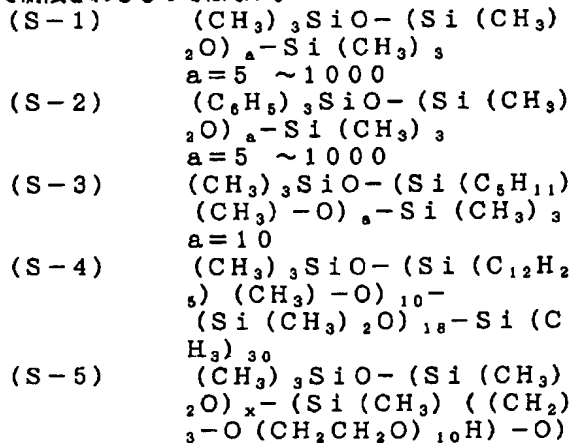 (S-1) (CH₃)₃SiO-(Si(CH₃)
₂O)ₐ-Si(CH₃)₃
a=5 ~1000
(S-2) (C₆H₅)₃SiO-(Si(CH₃)
₂O)ₐ-Si(CH₃)₃
a=5 ~1000
(S-3) (CH₃)₃SiO-(Si(C₅H₁₁)
(CH₃)-O)ₐ-Si(CH₃)₃
a=10
(S-4) (CH₃)₃SiO-(Si(C₁₂H₂
₅)(CH₃)-O)₁₀-
(Si(CH₃)₂O)₁₈-Si(C
H₃)₃₀
(S-5) (CH₃)₃SiO-(Si(CH₃)
₂O)ₓ-(Si(CH₃)((CH₂)
₃-O(CH₂CH₂O)₁₀H)-O)